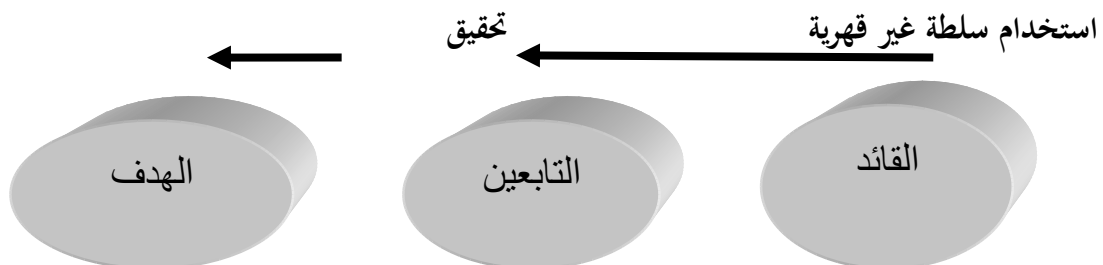 استخدام سلطة غير قهرية
تحقيق
القائد
التابعين
الهدف